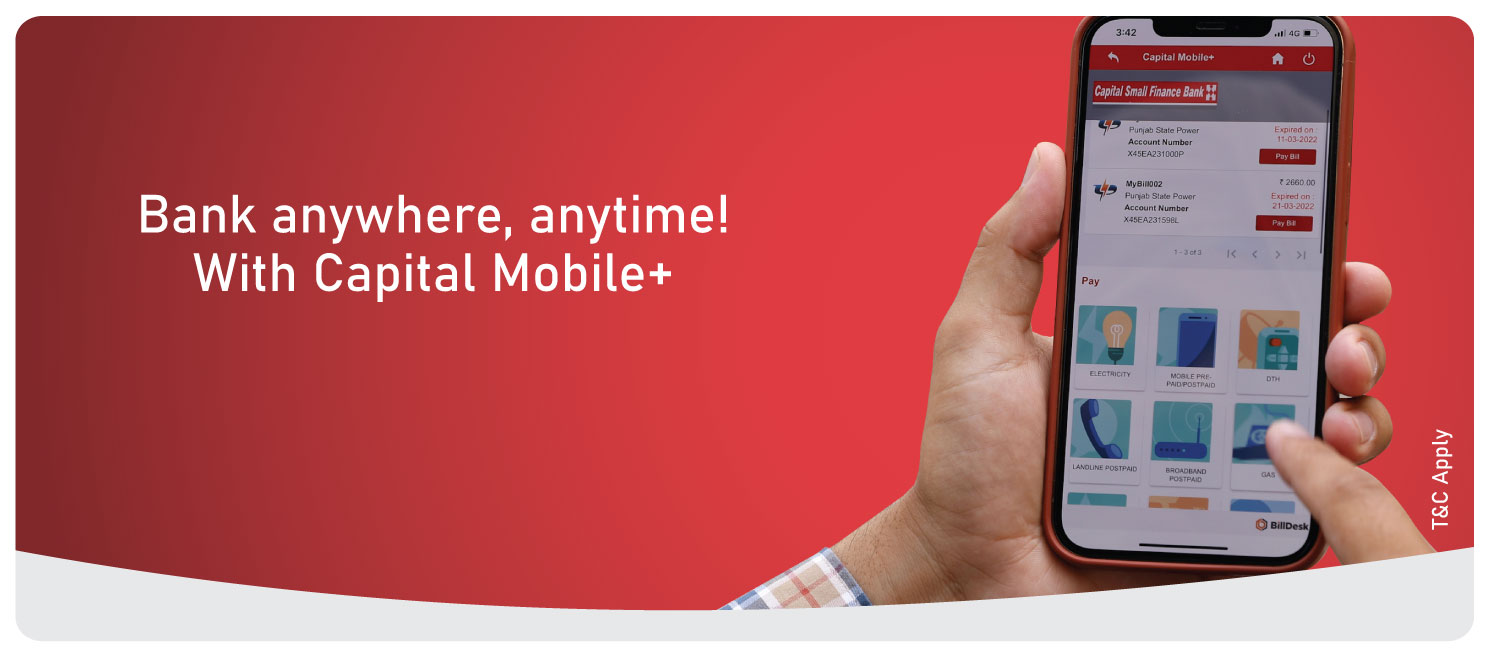 Bank anywhere, anytime!
With Capital Mobile+
3:42
4G
Capital Mobile+
Capital Small Finance Bank
Punjab State Power
Account Number
X45EA231000P
Expired on :
11-03-2022
Pay Bill
MyBill002
Punjab State Power
Account Number
X45EA231598L
₹ 2660.00
Expired on :
21-03-2022
Pay Bill
1 - 3 of 3
Pay
ELECTRICITY
MOBILE PRE-
PAID/POSTPAID
DTH
LANDLINE POSTPAID
BROADBAND
POSTPAID
GAS
BillDesk
T&C Apply